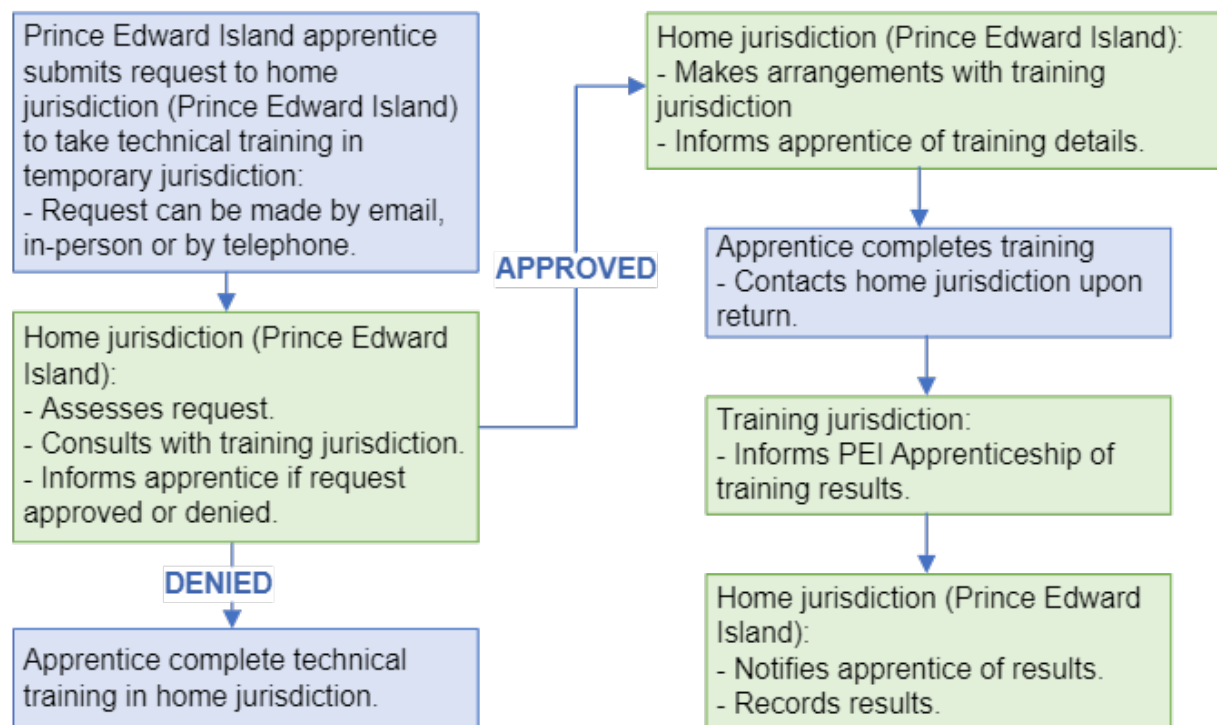 Prince Edward Island apprentice
submits request to home
jurisdiction (Prince Edward Island)
to take technical training in
temporary jurisdiction:
- Request can be made by email,
in-person or by telephone.
Home jurisdiction (Prince Edward
Island):
- Assesses request.
- Consults with training jurisdiction.
- Informs apprentice if request
approved or denied.
DENIED
Apprentice complete technical
training in home jurisdiction.
APPROVED
Home jurisdiction (Prince Edward Island):
- Makes arrangements with training
jurisdiction
- Informs apprentice of training details.
Apprentice completes training
- Contacts home jurisdiction upon
return.
Training jurisdiction:
- Informs PEI Apprenticeship of
training results.
Home jurisdiction (Prince Edward
Island):
- Notifies apprentice of results.
- Records results.